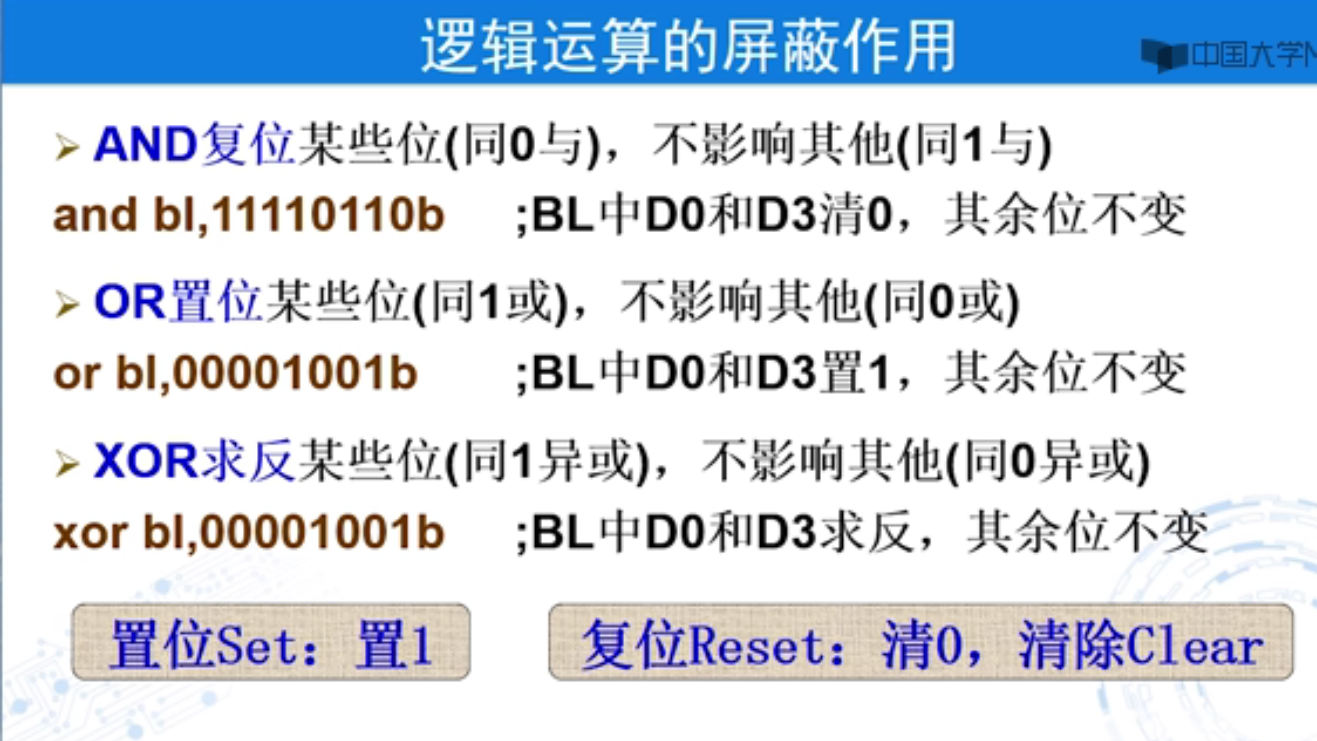 逻辑运算的屏蔽作用
中国大学M
AND复位某些位(同0与)，不影响其他(同1与)
and bl,11110110b ;BL中D0和D3清0，其余位不变
OR置位某些位(同1或)，不影响其他(同0或)
or bl,00001001b ;BL中D0和D3置1，其余位不变
XOR求反某些位(同1异或)，不影响其他(同0异或)
xor bl,00001001b ;BL中D0和D3求反，其余位不变
置位Set：置1
复位Reset：清0，清除Clear